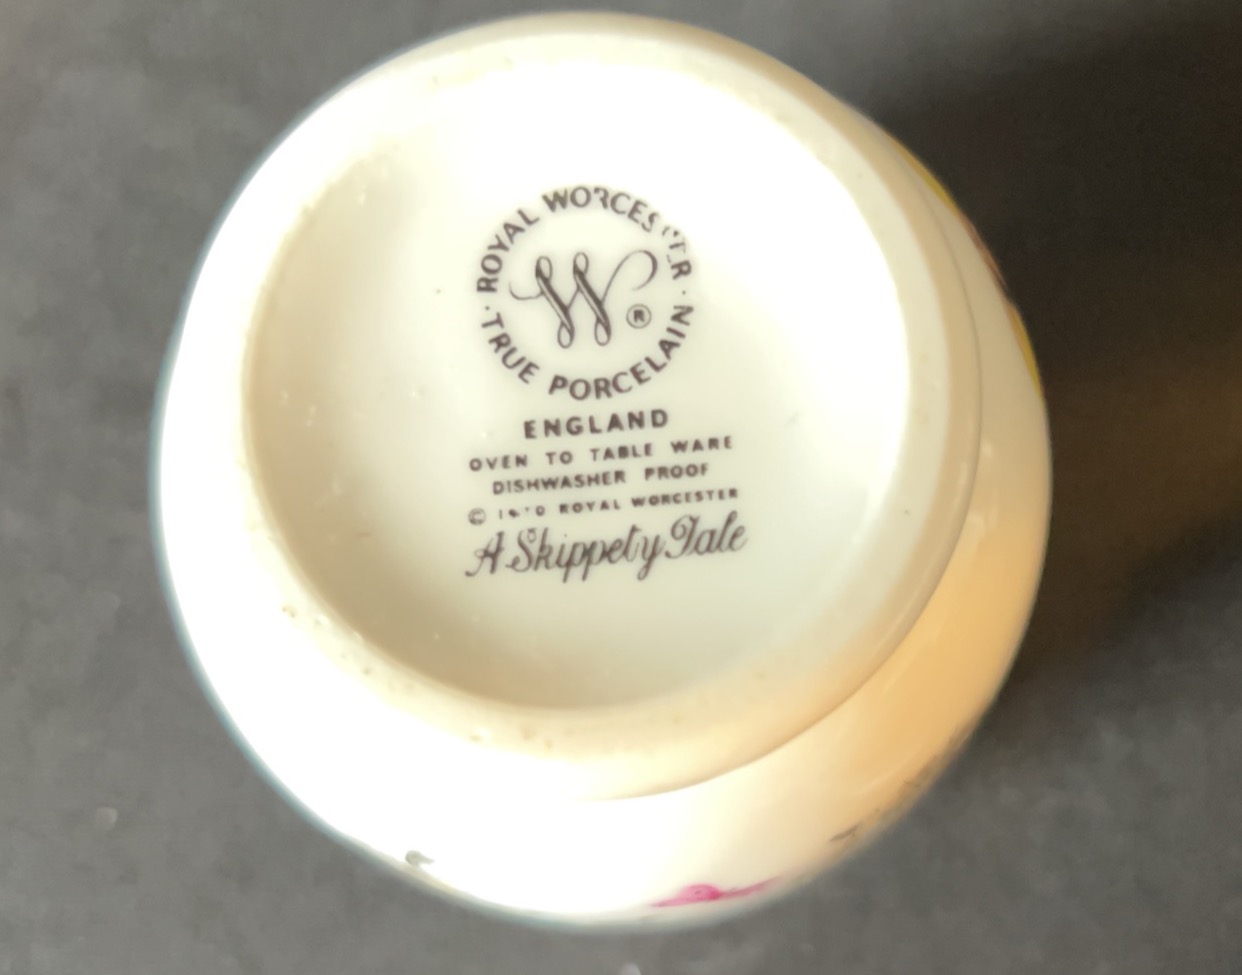 ROYAL WORCESTER
W ®
· TRUE PORCELAIN ·
ENGLAND
OVEN TO TABLE WARE
DISHWASHER PROOF
© ROYAL WORCESTER
A Skippety Tale